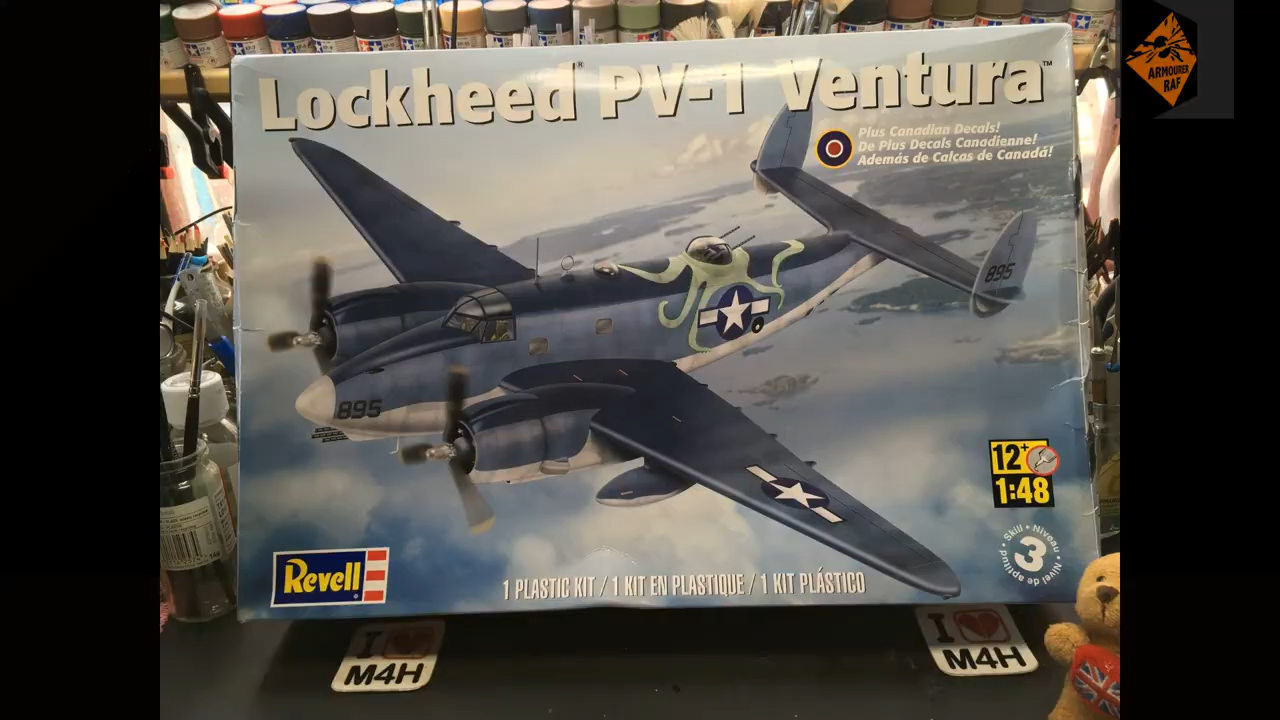 Lockheed® PV-1 Ventura™
Plus Canadian Decals!
De Plus Decals Canadienne!
Además de Calcas de Canadá!
ARMOURER
RAF
895
895
12+
1:48
Skill • Niveau • Nivel de aptitud •
3
Revell
1 PLASTIC KIT / 1 KIT EN PLASTIQUE / 1 KIT PLÁSTICO
I
M4H
I
M4H